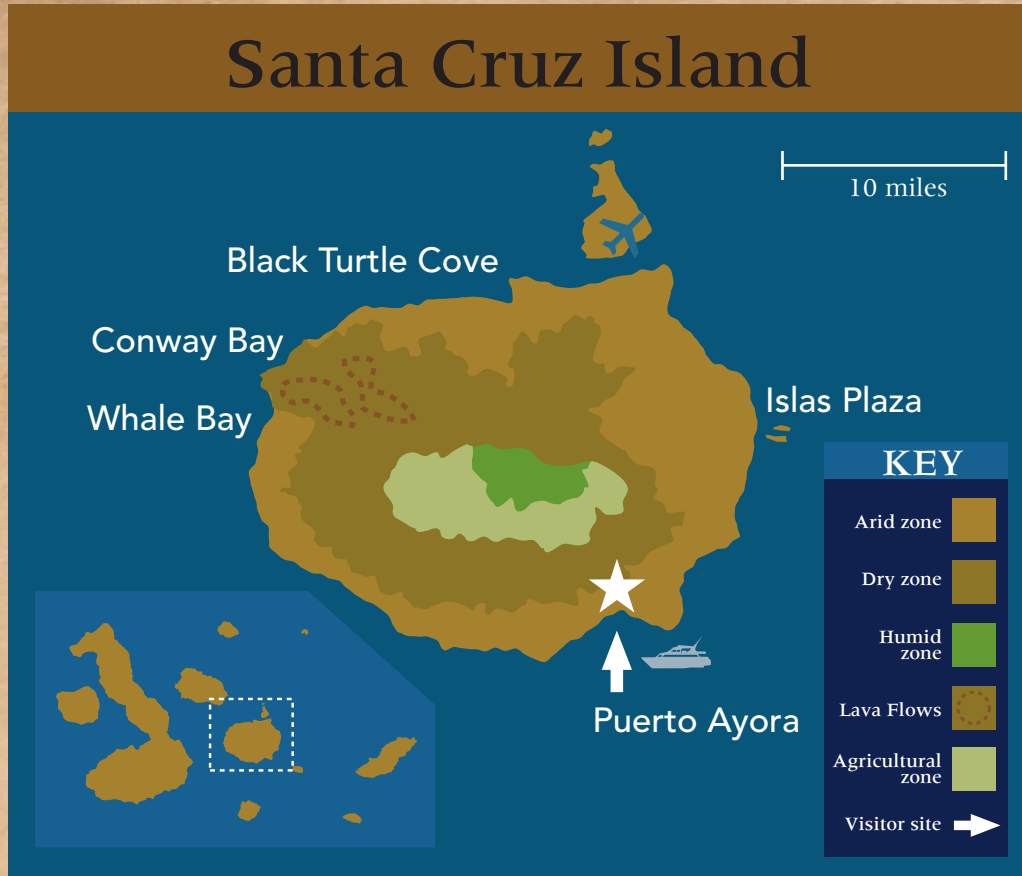 Santa Cruz Island
10 miles
Black Turtle Cove
Conway Bay
Whale Bay
Islas Plaza
Puerto Ayora
KEY
Arid zone
Dry zone
Humid
zone
Lava Flows
Agricultural
zone
Visitor site